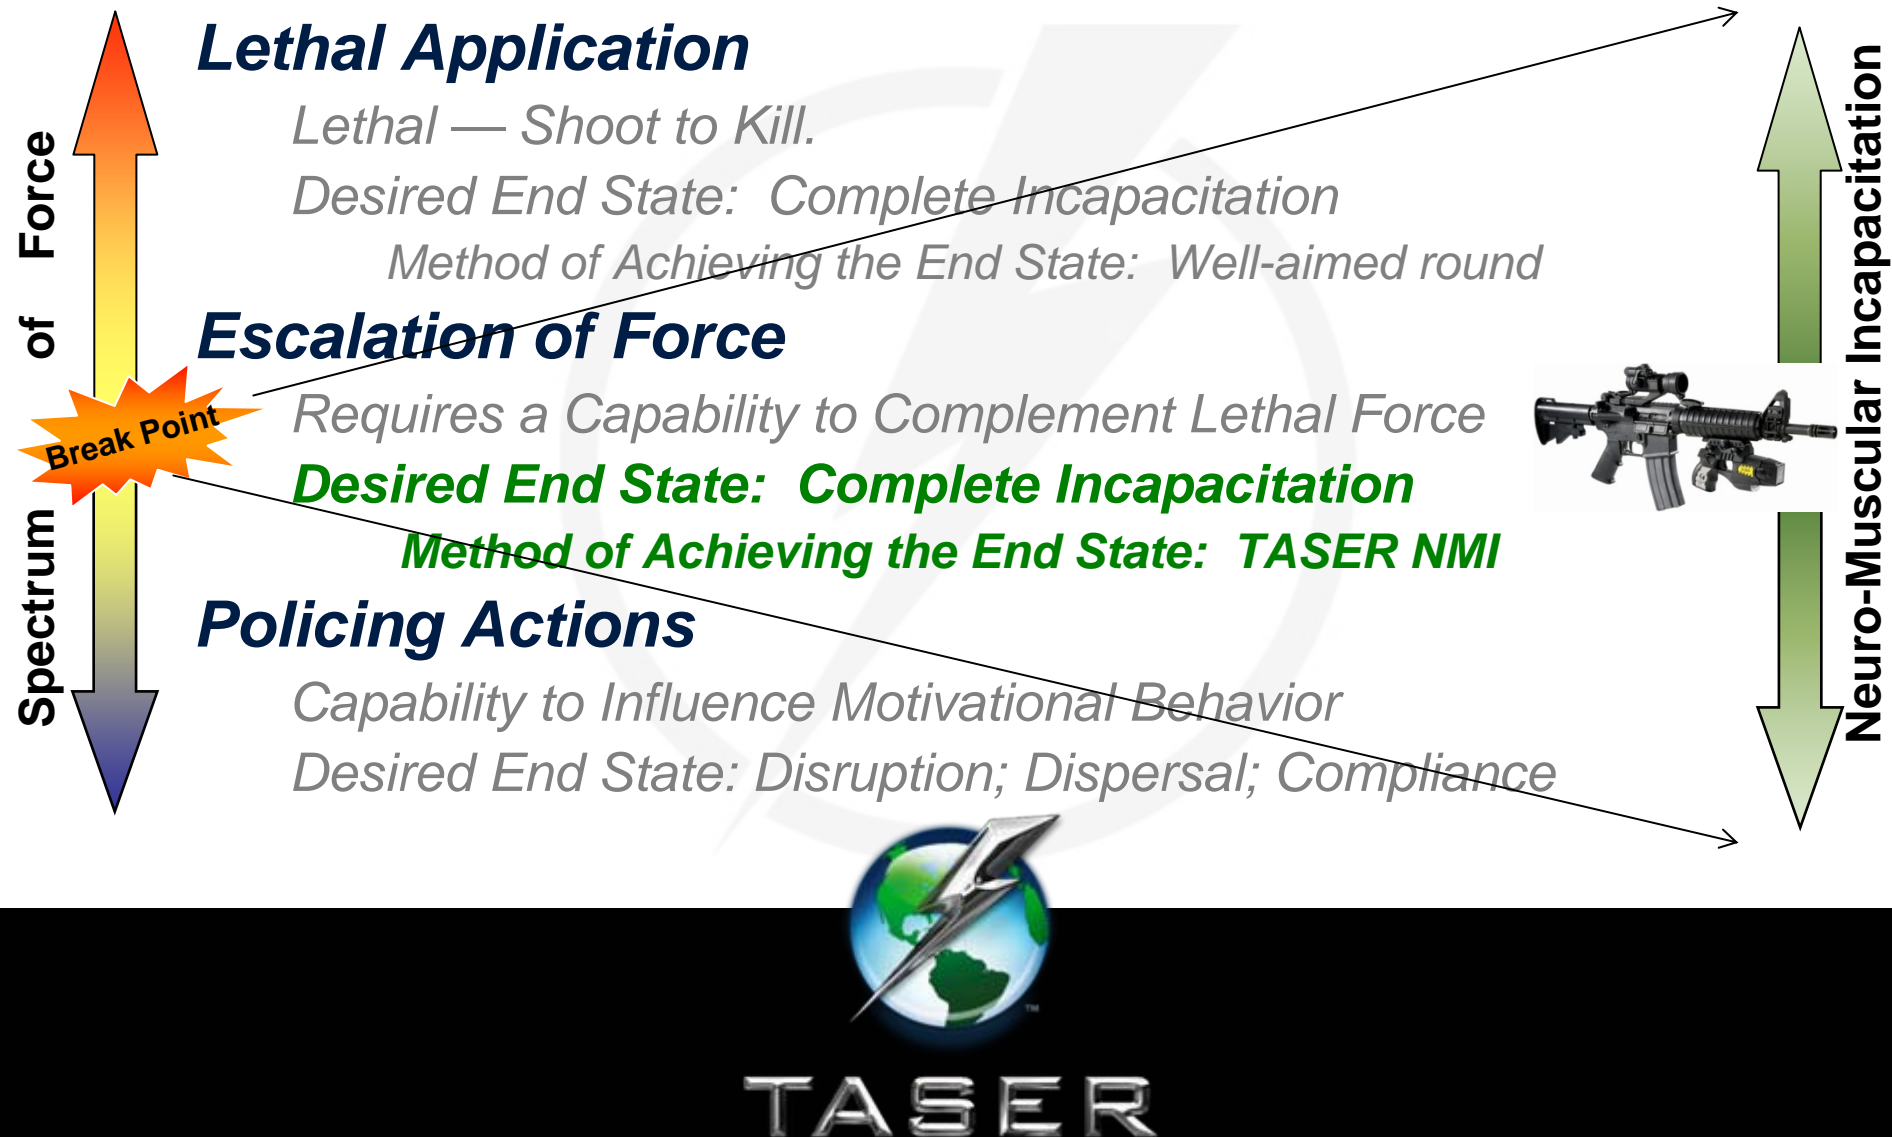 Lethal Application
Lethal — Shoot to Kill.
Desired End State: Complete Incapacitation
Method of Achieving the End State: Well-aimed round
Escalation of Force
Requires a Capability to Complement Lethal Force
Desired End State: Complete Incapacitation
Method of Achieving the End State: TASER NMI
Policing Actions
Capability to Influence Motivational Behavior
Desired End State: Disruption; Dispersal; Compliance
Spectrum of Force
Break Point
Neuro-Muscular Incapacitation
TM
TASER